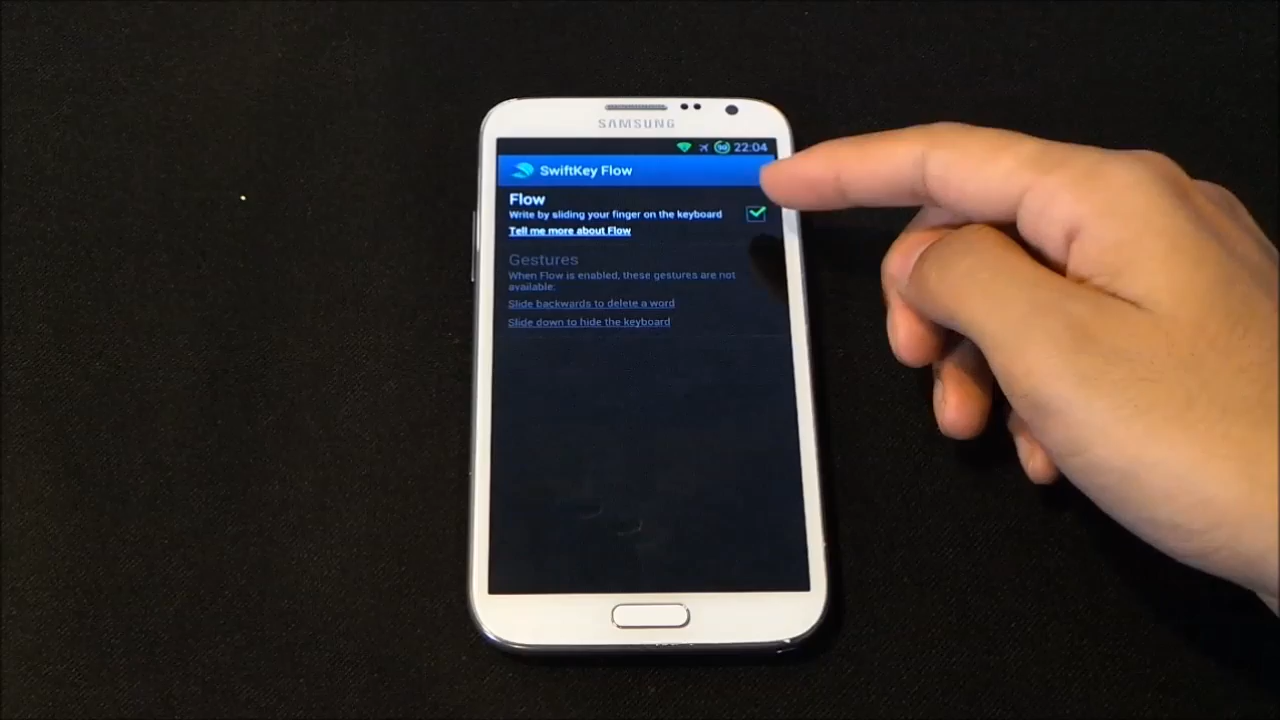 SAMSUNG
98 22:04
SwiftKey Flow
Flow
Write by sliding your finger on the keyboard
Tell me more about Flow
Gestures
When Flow is enabled, these gestures are not
available:
Slide backwards to delete a word
Slide down to hide the keyboard